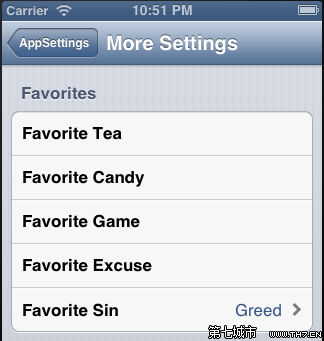 Carrier 10:51 PM
AppSettings More Settings
Favorites
Favorite Tea
Favorite Candy
Favorite Game
Favorite Excuse
Favorite Sin Greed
第七城市 WWW.TH7.CN